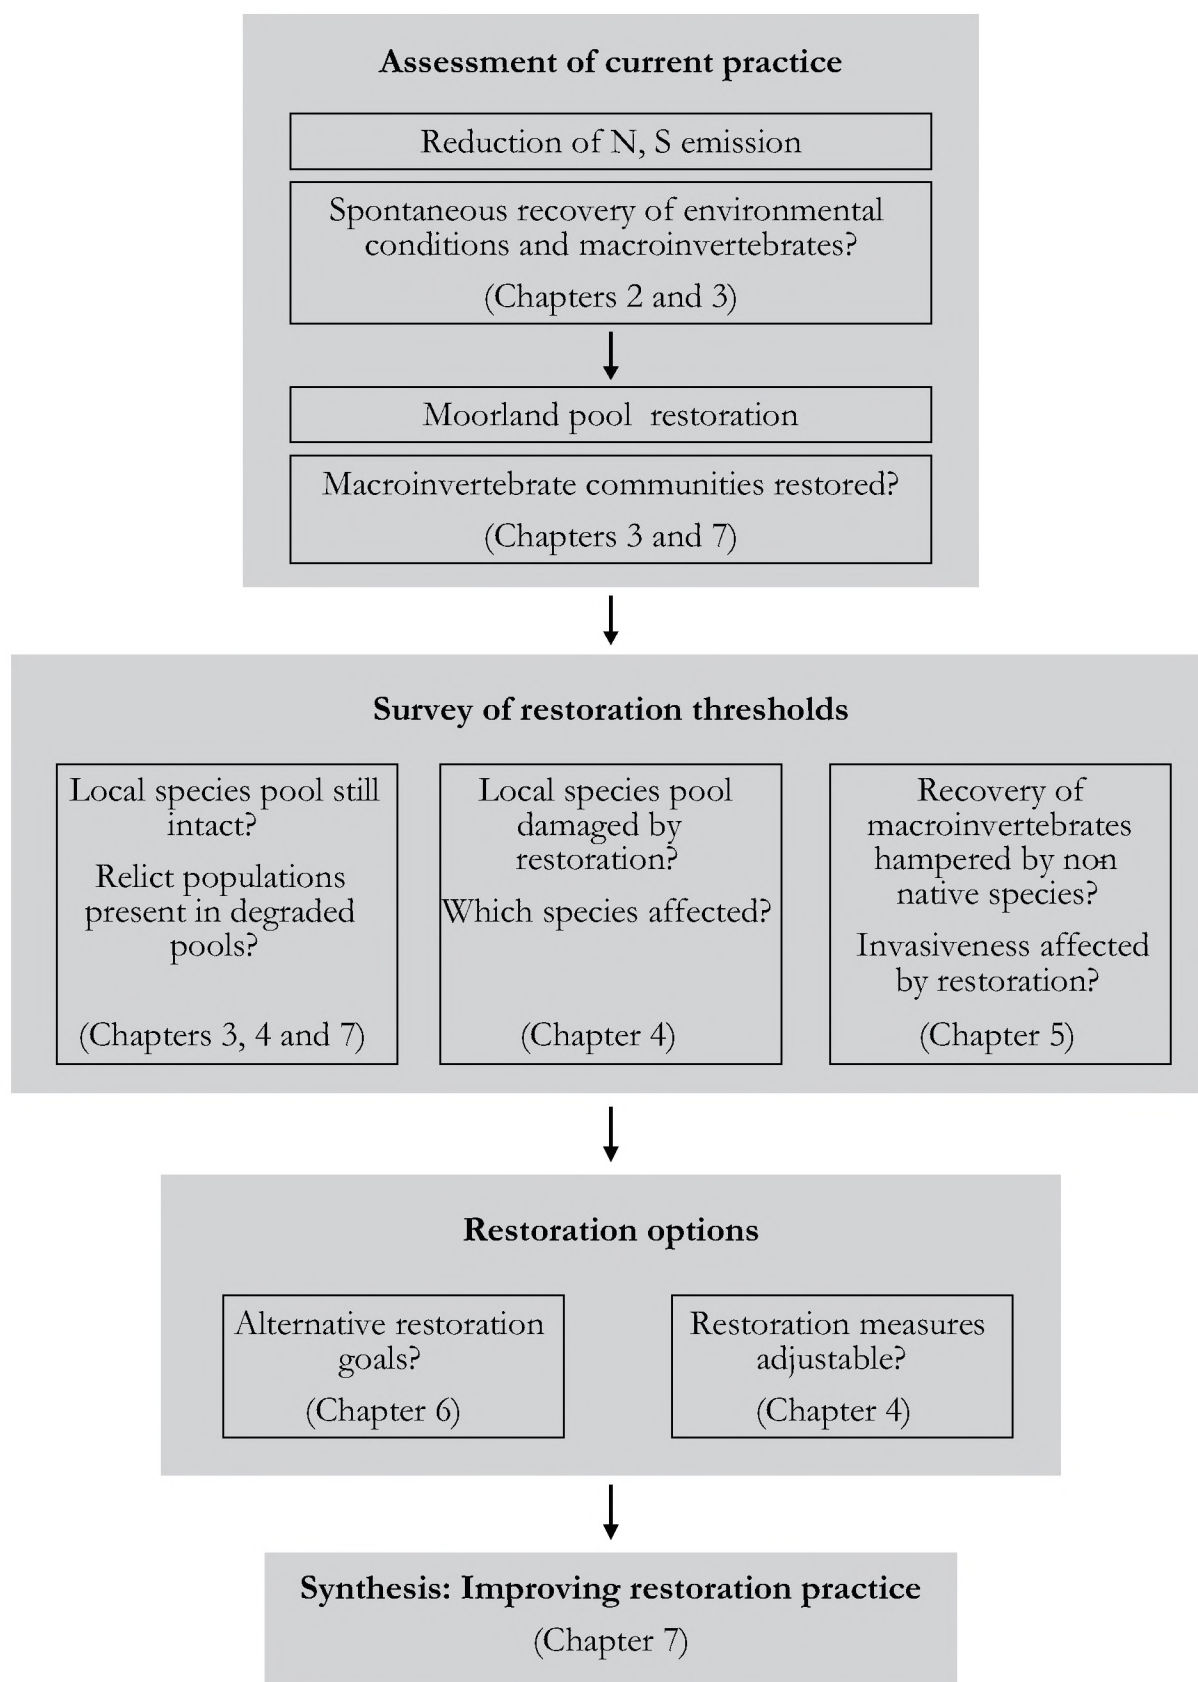 Assessment of current practice
Reduction of N, S emission
Spontaneous recovery of environmental
conditions and macroinvertebrates?
(Chapters 2 and 3)
Moorland pool restoration
Macroinvertebrate communities restored?
(Chapters 3 and 7)
Survey of restoration thresholds
Local species pool still
intact?
Relict populations
present in degraded
pools?
(Chapters 3, 4 and 7)
Local species pool
damaged by
restoration?
Which species affected?
(Chapter 4)
Recovery of
macroinvertebrates
hampered by non-
native species?
Invasiveness affected
by restoration?
(Chapter 5)
Restoration options
Alternative restoration
goals?
(Chapter 6)
Restoration measures
adjustable?
(Chapter 4)
Synthesis: Improving restoration practice
(Chapter 7)